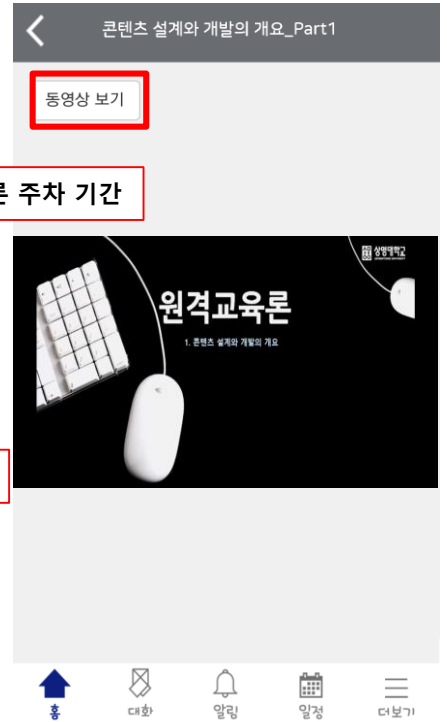 콘텐츠 설계와 개발의 개요_Part1
동영상 보기
주차 기간
상명대학교
원격교육론
1. 콘텐츠 설계와 개발의 개요
홈
대화
알림
일정
더보기